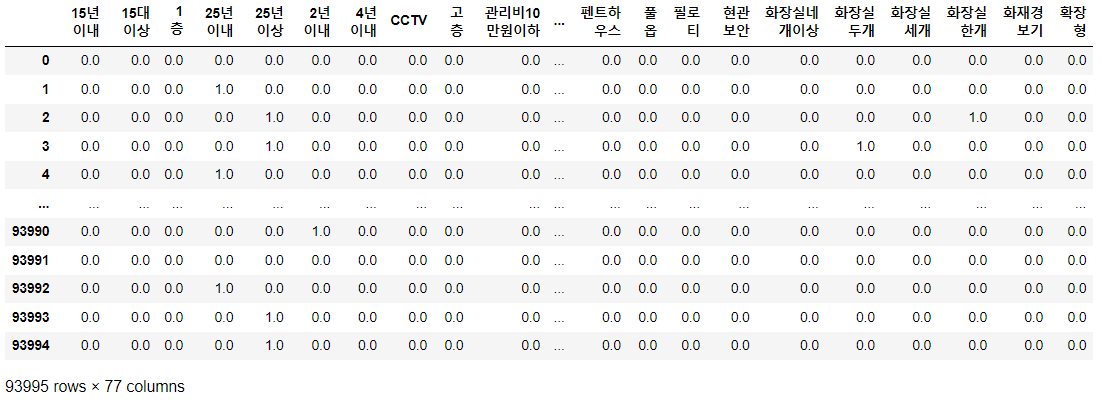 15년이내 15대이상 1층 25년이내 25년이상 2년이내 4년이내 CCTV 고층 관리비10만원이하 ... 펜트하우스 풀옵 필로티 현관보안 화장실네개이상 화장실두개 화장실세개 화장실한개 화재경보기 확장형
0 0.0 0.0 0.0 0.0 0.0 0.0 0.0 0.0 0.0 0.0 ... 0.0 0.0 0.0 0.0 0.0 0.0 0.0 0.0 0.0 0.0
1 0.0 0.0 0.0 1.0 0.0 0.0 0.0 0.0 0.0 0.0 ... 0.0 0.0 0.0 0.0 0.0 0.0 0.0 0.0 0.0 0.0
2 0.0 0.0 0.0 0.0 1.0 0.0 0.0 0.0 0.0 0.0 ... 0.0 0.0 0.0 0.0 0.0 0.0 0.0 1.0 0.0 0.0
3 0.0 0.0 0.0 0.0 1.0 0.0 0.0 0.0 0.0 0.0 ... 0.0 0.0 0.0 0.0 0.0 1.0 0.0 0.0 0.0 0.0
4 0.0 0.0 0.0 1.0 0.0 0.0 0.0 0.0 0.0 0.0 ... 0.0 0.0 0.0 0.0 0.0 0.0 0.0 0.0 0.0 0.0
... ... ... ... ... ... ... ... ... ... ... ... ... ... ... ... ... ... ... ... ... ...
93990 0.0 0.0 0.0 0.0 0.0 1.0 0.0 0.0 0.0 0.0 ... 0.0 0.0 0.0 0.0 0.0 0.0 0.0 0.0 0.0 0.0
93991 0.0 0.0 0.0 0.0 0.0 0.0 0.0 0.0 0.0 0.0 ... 0.0 0.0 0.0 0.0 0.0 0.0 0.0 0.0 0.0 0.0
93992 0.0 0.0 0.0 1.0 0.0 0.0 0.0 0.0 0.0 0.0 ... 0.0 0.0 0.0 0.0 0.0 0.0 0.0 0.0 0.0 0.0
93993 0.0 0.0 0.0 0.0 1.0 0.0 0.0 0.0 0.0 0.0 ... 0.0 0.0 0.0 0.0 0.0 0.0 0.0 0.0 0.0 0.0
93994 0.0 0.0 0.0 0.0 1.0 0.0 0.0 0.0 0.0 0.0 ... 0.0 0.0 0.0 0.0 0.0 0.0 0.0 0.0 0.0 0.0
93995 rows × 77 columns